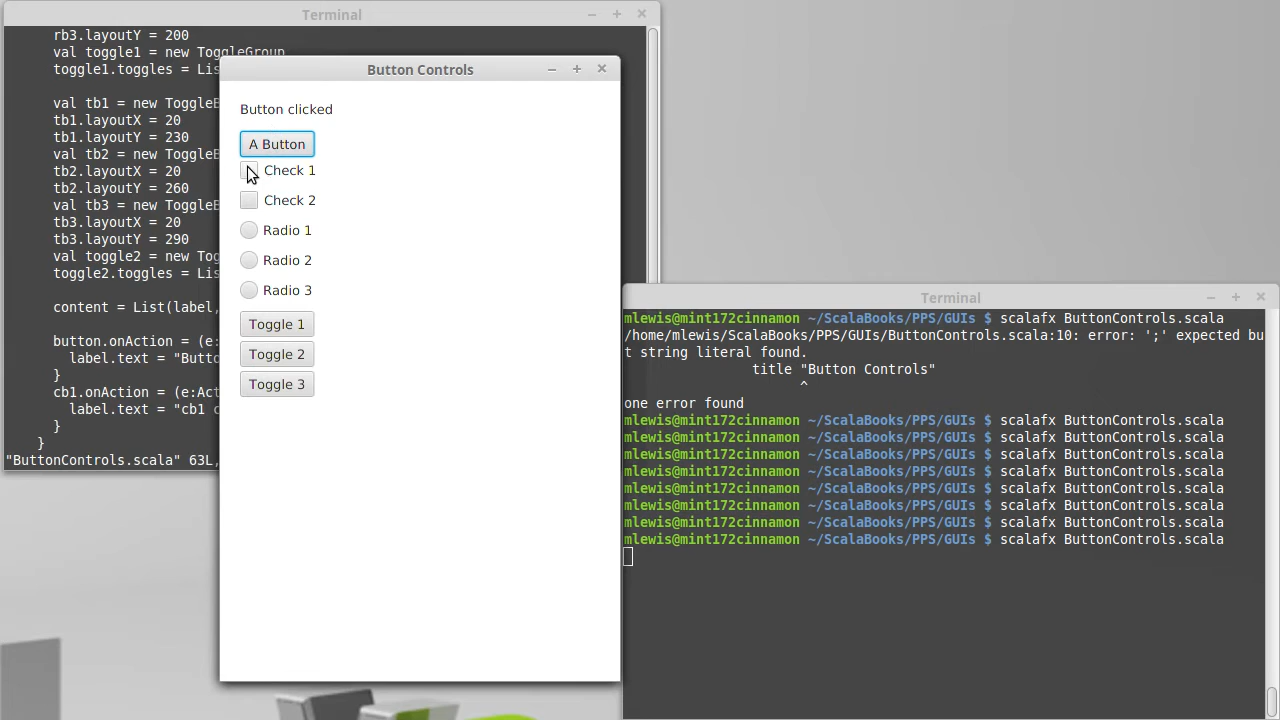 Terminal
rb3.layoutY = 200
val toggle1 = new ToggleGroup
toggle1.toggles = Lis
val tb1 = new ToggleB
tb1.layoutX = 20
tb1.layoutY = 230
val tb2 = new ToggleB
tb2.layoutX = 20
tb2.layoutY = 260
val tb3 = new ToggleB
tb3.layoutX = 20
tb3.layoutY = 290
val toggle2 = new Tog
toggle2.toggles = Lis
content = List(label,
button.onAction = (e:
label.text = "Butto
}
cb1.onAction = (e:Act
label.text = "cb1 c
}
}
"ButtonControls.scala" 63L,
Button Controls
Button clicked
A Button
Check 1
Check 2
Radio 1
Radio 2
Radio 3
Toggle 1
Toggle 2
Toggle 3
Terminal
mlewis@mint172cinnamon ~/ScalaBooks/PPS/GUIs $ scalafx ButtonControls.scala
/home/mlewis/ScalaBooks/PPS/GUIs/ButtonControls.scala:10: error: ';' expected bu
t string literal found.
title "Button Controls"
^
one error found
mlewis@mint172cinnamon ~/ScalaBooks/PPS/GUIs $ scalafx ButtonControls.scala
mlewis@mint172cinnamon ~/ScalaBooks/PPS/GUIs $ scalafx ButtonControls.scala
mlewis@mint172cinnamon ~/ScalaBooks/PPS/GUIs $ scalafx ButtonControls.scala
mlewis@mint172cinnamon ~/ScalaBooks/PPS/GUIs $ scalafx ButtonControls.scala
mlewis@mint172cinnamon ~/ScalaBooks/PPS/GUIs $ scalafx ButtonControls.scala
mlewis@mint172cinnamon ~/ScalaBooks/PPS/GUIs $ scalafx ButtonControls.scala
mlewis@mint172cinnamon ~/ScalaBooks/PPS/GUIs $ scalafx ButtonControls.scala
mlewis@mint172cinnamon ~/ScalaBooks/PPS/GUIs $ scalafx ButtonControls.scala